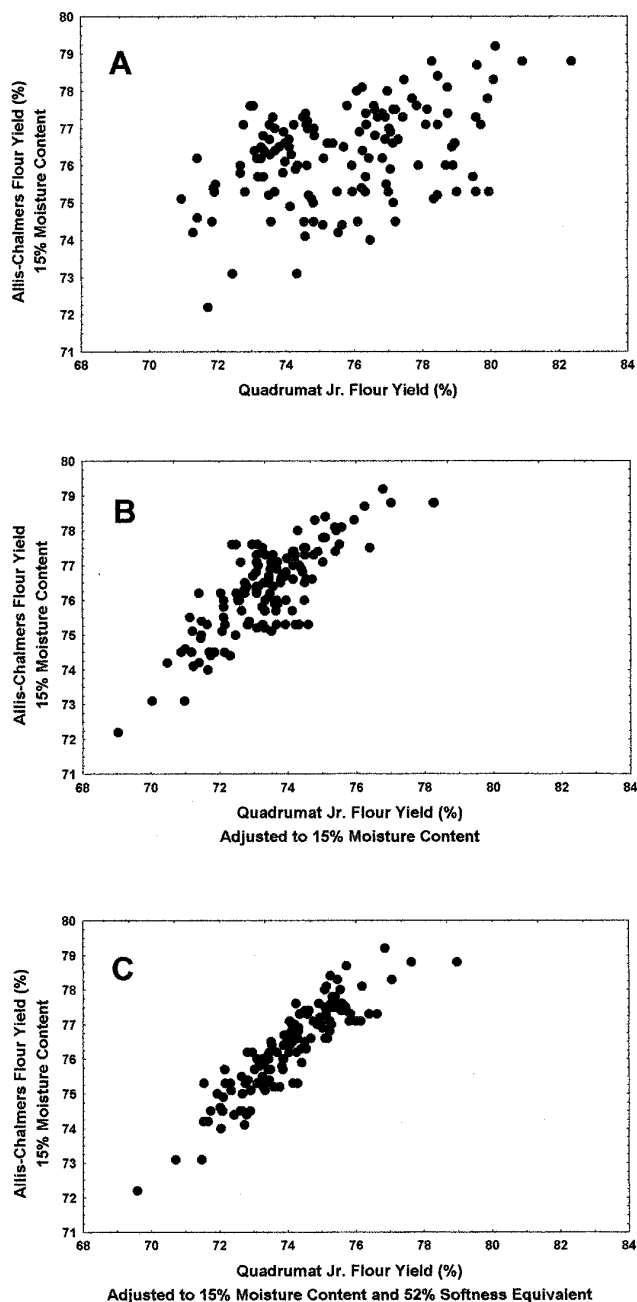 A
80
79
78
77
76
75
74
73
72
71
Allis-Chalmers Flour Yield (%)
15% Moisture Content
68 70 72 74 76 78 80 82 84
Quadrumat Jr. Flour Yield (%)
B
80
79
78
77
76
75
74
73
72
71
Allis-Chalmers Flour Yield
15% Moisture Content
68 70 72 74 76 78 80 82 84
Quadrumat Jr. Flour Yield (%)
Adjusted to 15% Moisture Content
C
80
79
78
77
76
75
74
73
72
71
Allis-Chalmers Flour Yield (%)
15% Moisture Content
68 70 72 74 76 78 80 82 84
Quadrumat Jr. Flour Yield (%)
Adjusted to 15% Moisture Content and 52% Softness Equivalent